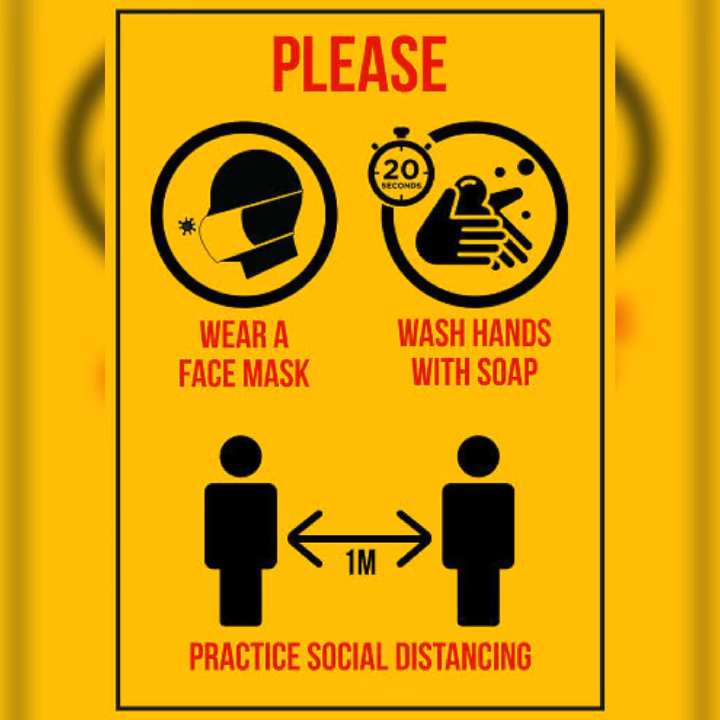 PLEASE
20
SECONDS
WEAR A
FACE MASK
WASH HANDS
WITH SOAP
1M
PRACTICE SOCIAL DISTANCING